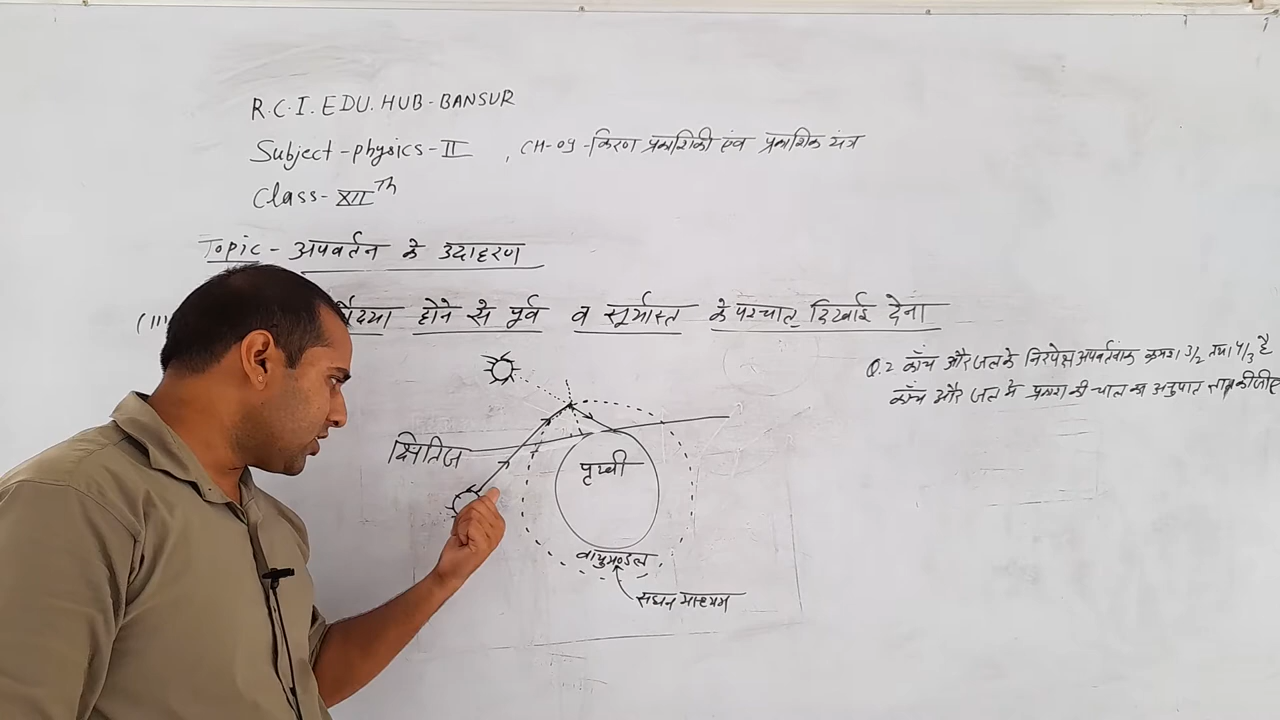 R.C.I. EDU. HUB - BANSUR
Subject - physics - II , CH-09 - किरण प्रकाशिकी एंव प्रकाशिक यंत्र
Class - XII Th
Topic - अपवर्तन के उदाहरण
(III) होने से पूर्व व सूर्यास्त के पश्चात् दिखाई देना
Q.2 काँच और जल के निरपेक्ष अपवर्तनांक क्रमशः 3/2 तथा 4/3 है
काँच और जल में प्रकाश की चाल का अनुपात ज्ञात कीजीए
क्षितिज
पृथ्वी
वायुमण्डल
सघन माध्यम